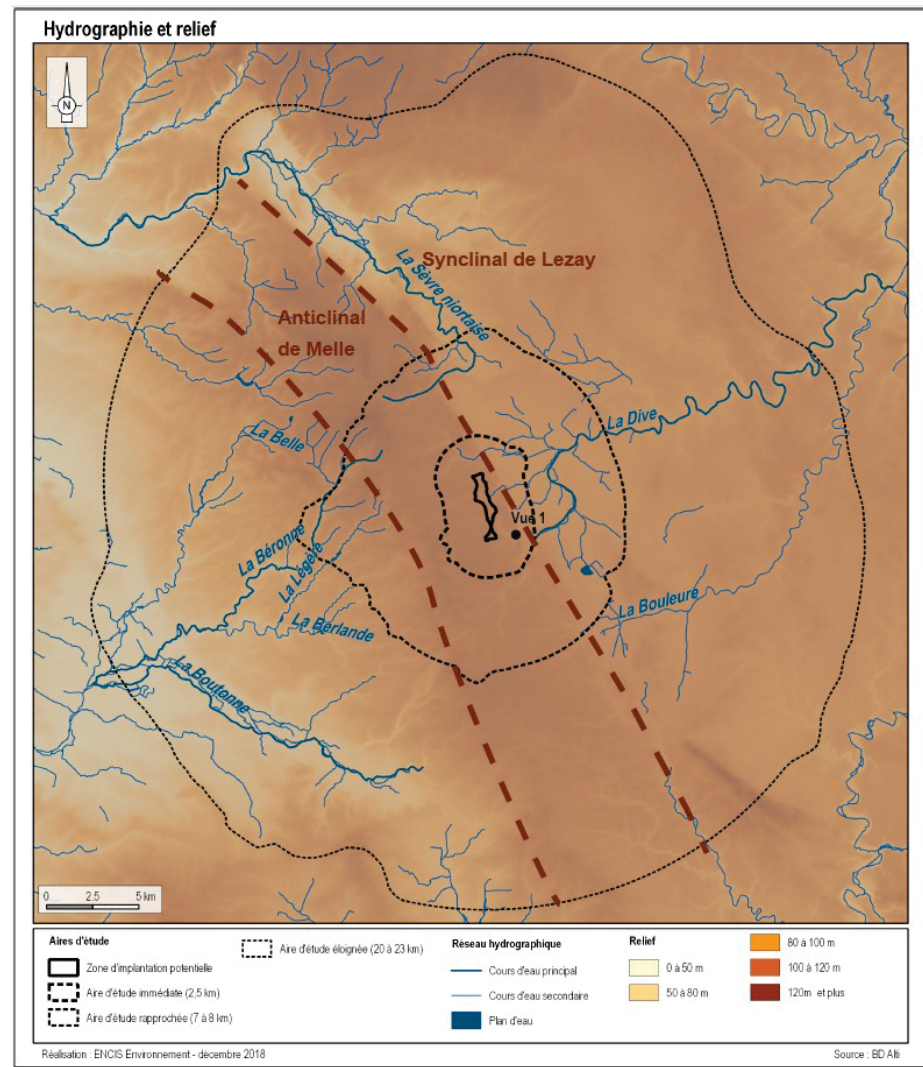 Hydrographie et relief
N
Synclinal de Lezay
La Sèvre niortaise
Anticlinal
de Melle
La Dive
La Belle
Vue 1
La Béronne
La Légère
La Bouleure
La Berlande
La Boutonne
0 2.5 5 km
Aires d'étude
Zone d'implantation potentielle
Aire d'étude immédiate (2,5 km)
Aire d'étude rapprochée (7 à 8 km)
Aire d'étude éloignée (20 à 23 km)
Réseau hydrographique
Cours d'eau principal
Cours d'eau secondaire
Plan d'eau
Relief
0 à 50 m
50 à 80 m
80 à 100 m
100 à 120 m
120m et plus
Réalisation : ENCIS Environnement - décembre 2018
Source : BD Alti